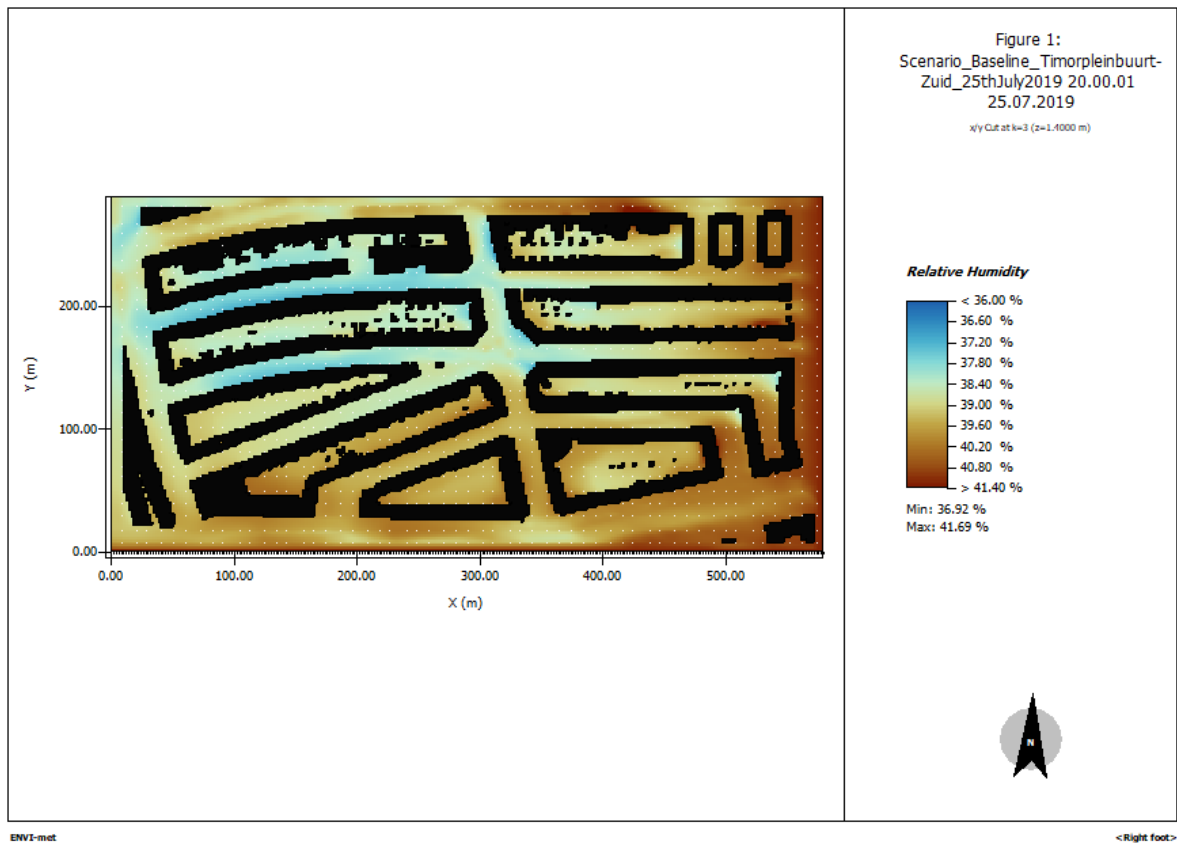 Figure 1:
Scenario_Baseline_Timorpleinbuurt-
Zuid_25thJuly2019 20.00.01
25.07.2019
x/y Cut at k=3 (z=1.4000 m)
200.00
100.00
0.00
Y (m)
0.00 100.00 200.00 300.00 400.00 500.00
X (m)
Relative Humidity
< 36.00 %
36.60 %
37.20 %
37.80 %
38.40 %
39.00 %
39.60 %
40.20 %
40.80 %
> 41.40 %
Min: 36.92 %
Max: 41.69 %
N
ENVI-met
<Right foot>